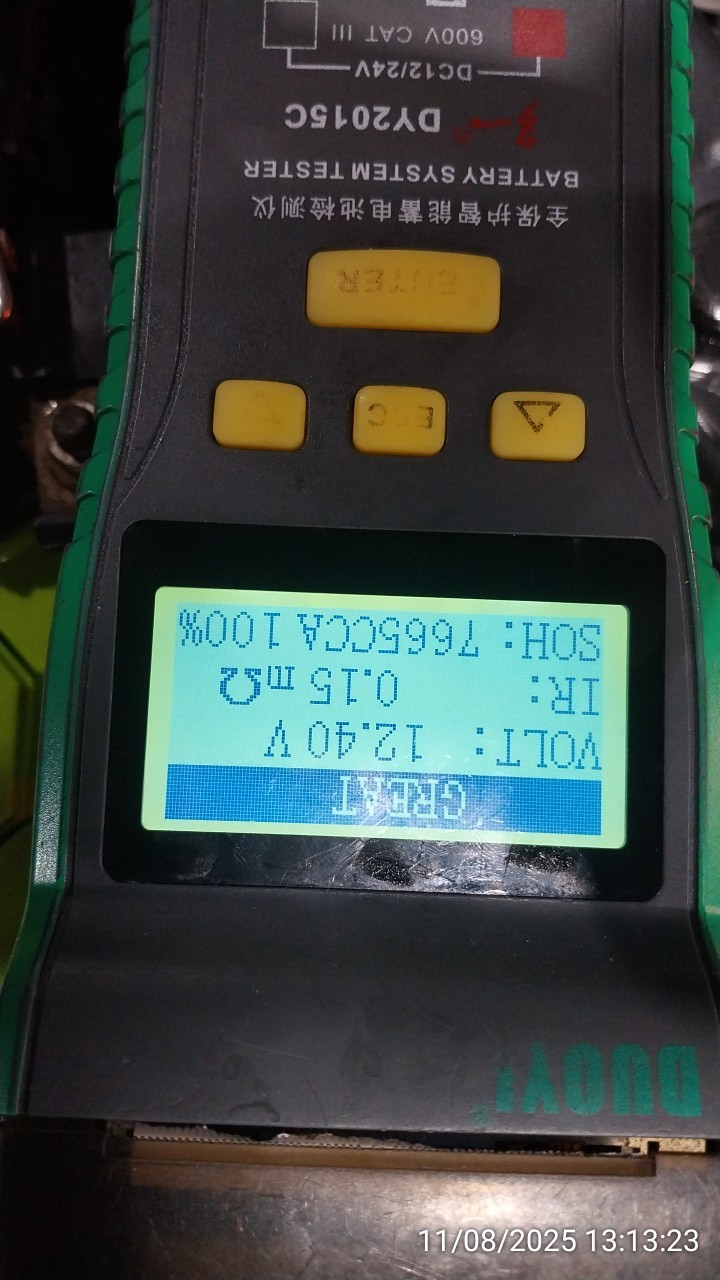 DUOYI
GREAT
VOLT: 12.40 V
IR: 0.15 mΩ
SOH: 7665CCA 100%
ESC
ENTER
全保护智能蓄电池检测仪
BATTERY SYSTEM TESTER
DY2015C
DC12/24V
600V CAT III
11/08/2025 13:13:23